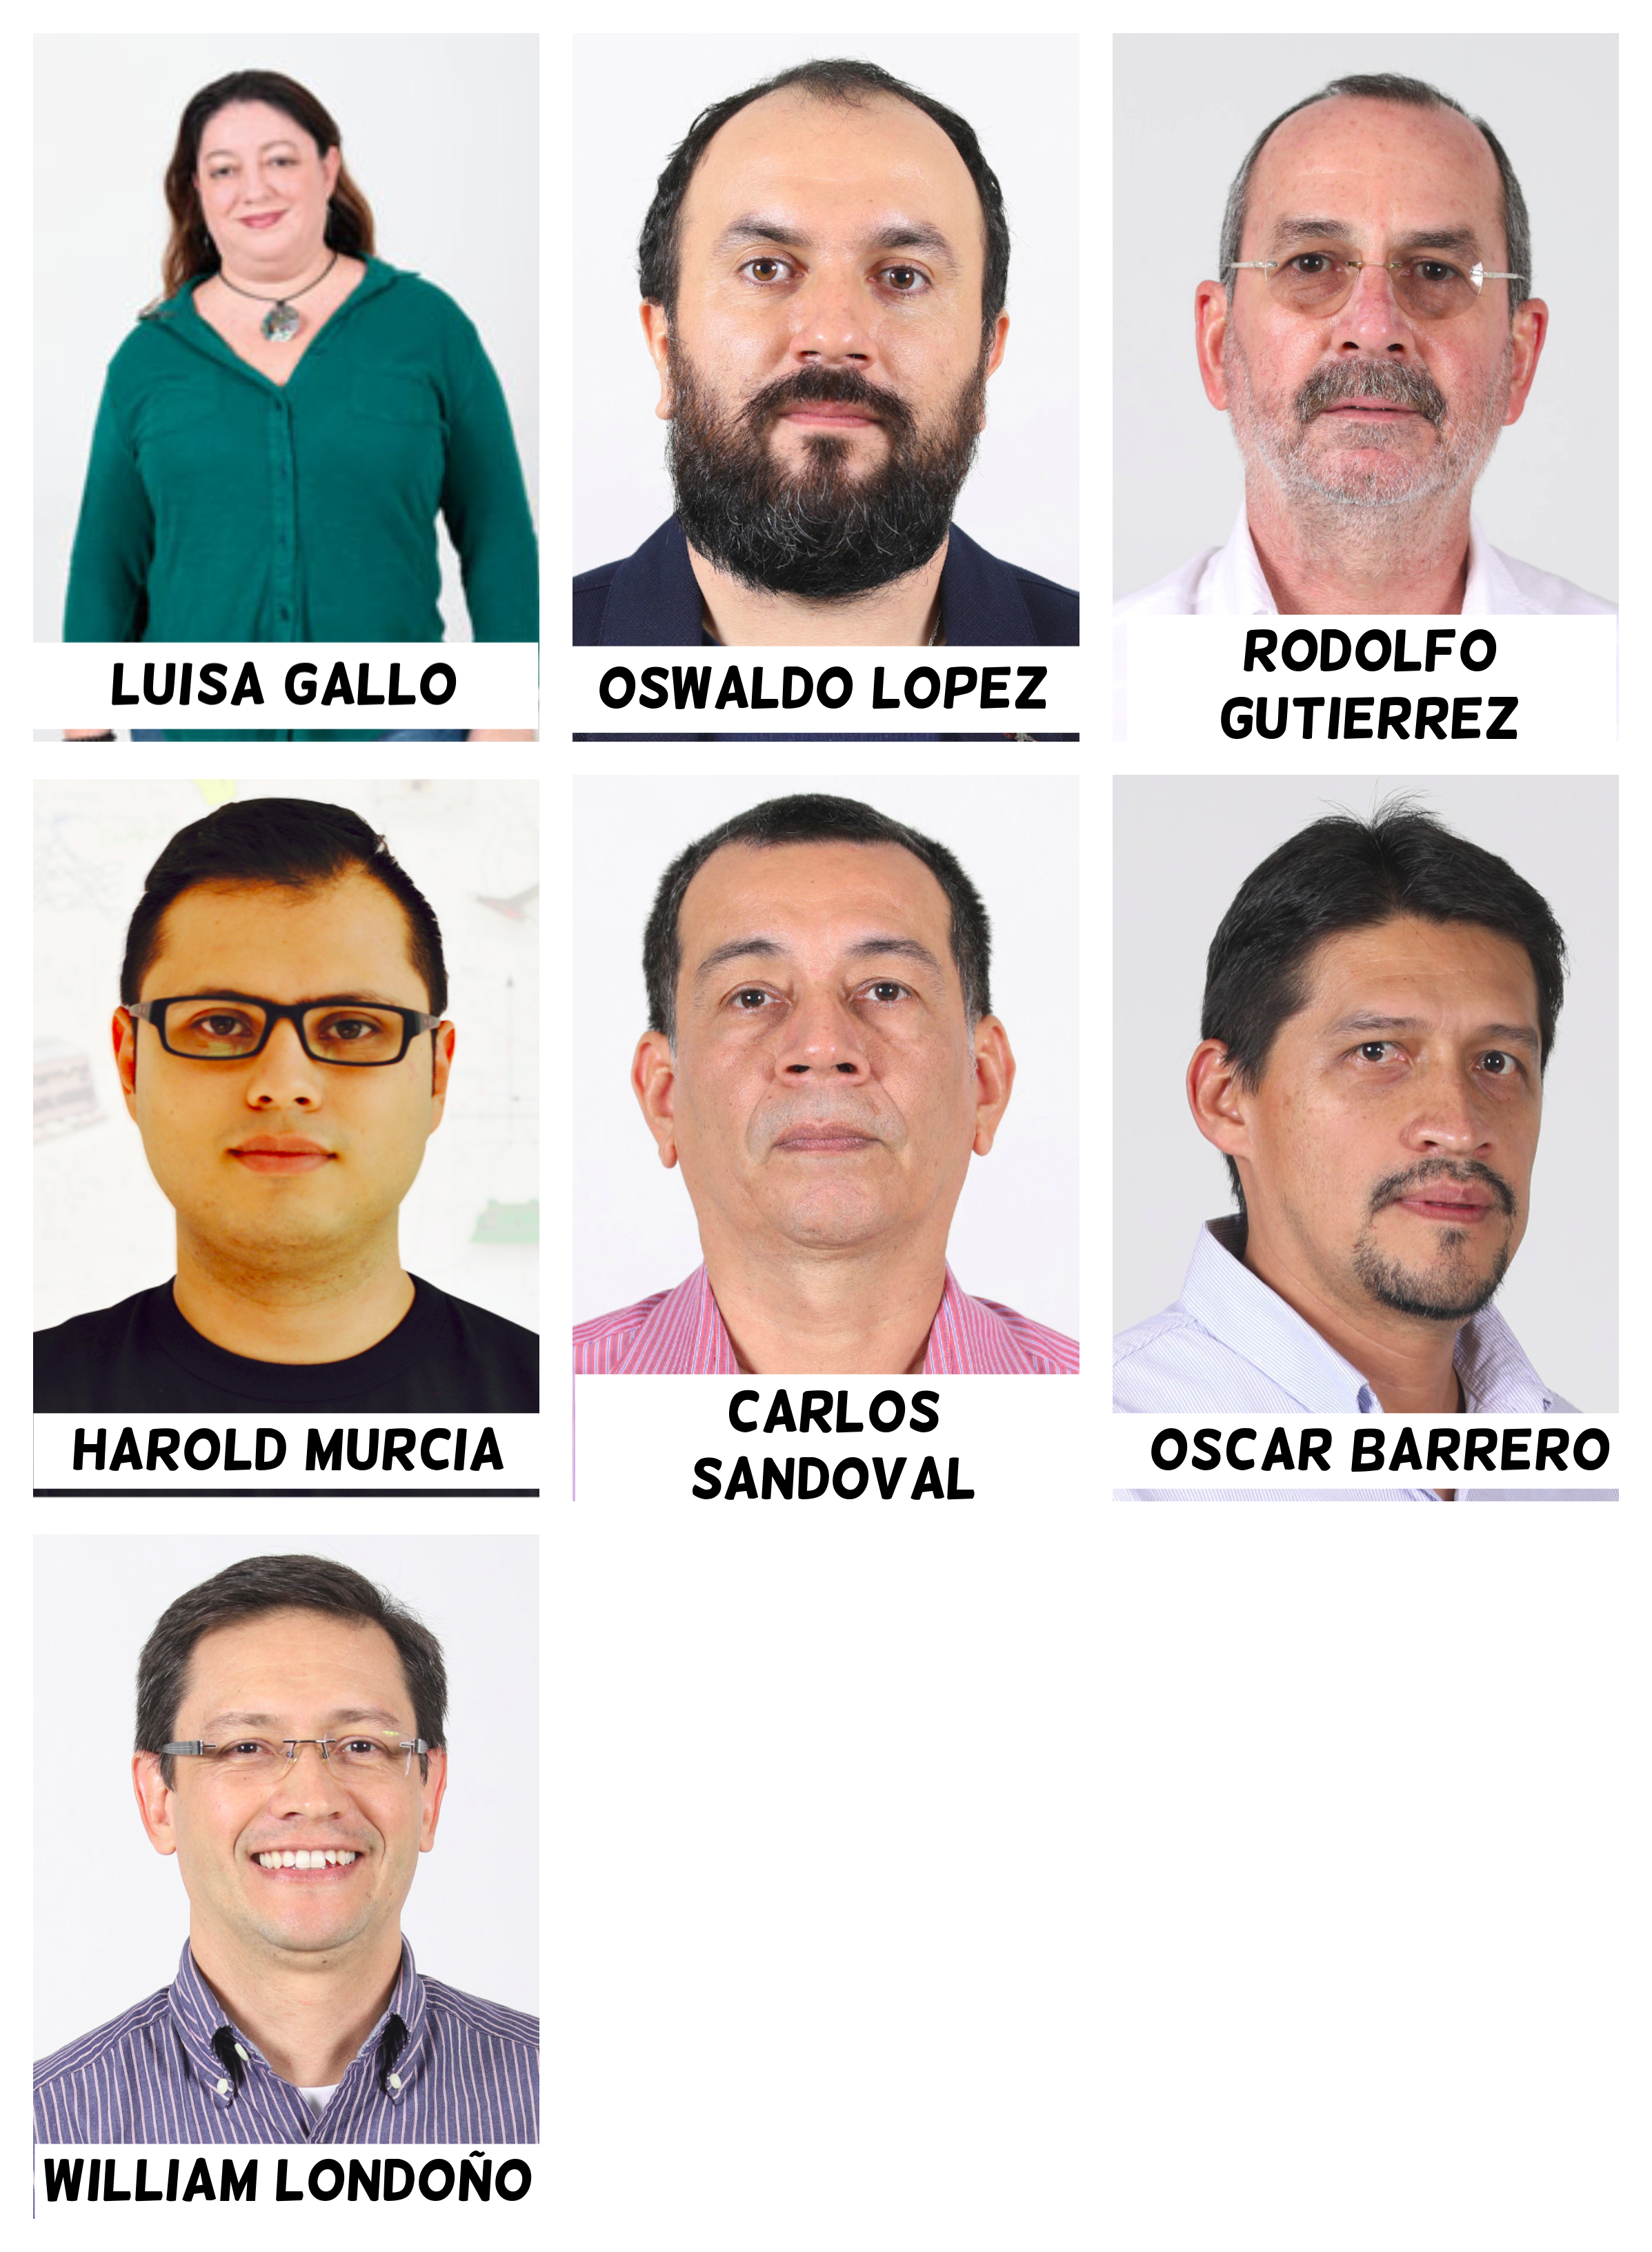 LUISA GALLO
OSWALDO LOPEZ
RODOLFO
GUTIERREZ
HAROLD MURCIA
CARLOS
SANDOVAL
OSCAR BARRERO
WILLIAM LONDOÑO